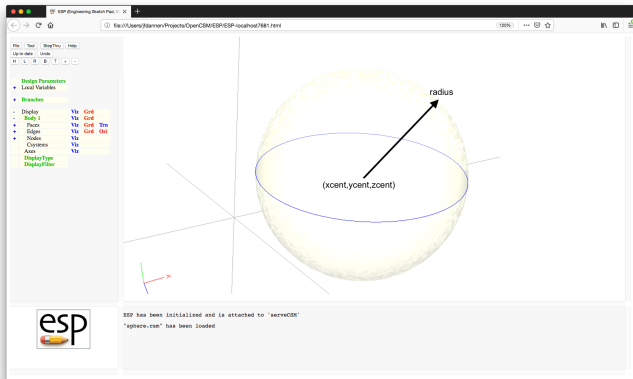 ESP (Engineering Sketch Pad, V
file:///Users/jfdannen/Projects/OpenCSM/ESP/ESP-localhost7681.html
120%
File Tool StepThru Help
Up to date Undo
H L R B T + -
Design Parameters
+ Local Variables
+ Branches
- Display Viz Grd
- Body 1 Viz Grd
+ Faces Viz Grd Trn
+ Edges Viz Grd Ori
+ Nodes Viz
Csystems Viz
Axes Viz
DisplayType
DisplayFilter
radius
(xcent,ycent,zcent)
X
esp
ESP has been initialized and is attached to 'serveCSM'
"sphere.csm" has been loaded